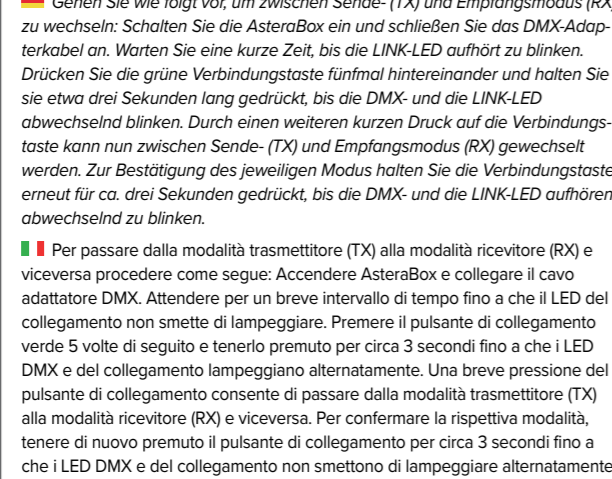 Gehen Sie wie folgt vor, um zwischen Sende- (TX) und Empfangsmodus (RX)
zu wechseln: Schalten Sie die AsteraBox ein und schließen Sie das DMX-Adap-
terkabel an. Warten Sie eine kurze Zeit, bis die LINK-LED aufhört zu blinken.
Drücken Sie die grüne Verbindungstaste fünfmal hintereinander und halten Sie
sie etwa drei Sekunden lang gedrückt, bis die DMX- und die LINK-LED
abwechselnd blinken. Durch einen weiteren kurzen Druck auf die Verbindungs-
taste kann nun zwischen Sende- (TX) und Empfangsmodus (RX) gewechselt
werden. Zur Bestätigung des jeweiligen Modus halten Sie die Verbindungstaste
erneut für ca. drei Sekunden gedrückt, bis die DMX- und die LINK-LED aufhören
abwechselnd zu blinken.
Per passare dalla modalità trasmettitore (TX) alla modalità ricevitore (RX) e
viceversa procedere come segue: Accendere AsteraBox e collegare il cavo
adattatore DMX. Attendere per un breve intervallo di tempo fino a che il LED del
collegamento non smette di lampeggiare. Premere il pulsante di collegamento
verde 5 volte di seguito e tenerlo premuto per circa 3 secondi fino a che i LED
DMX e del collegamento lampeggiano alternatamente. Una breve pressione del
pulsante di collegamento consente di passare dalla modalità trasmettitore (TX)
alla modalità ricevitore (RX) e viceversa. Per confermare la rispettiva modalità,
tenere di nuovo premuto il pulsante di collegamento per circa 3 secondi fino a
che i LED DMX e del collegamento non smettono di lampeggiare alternatamente